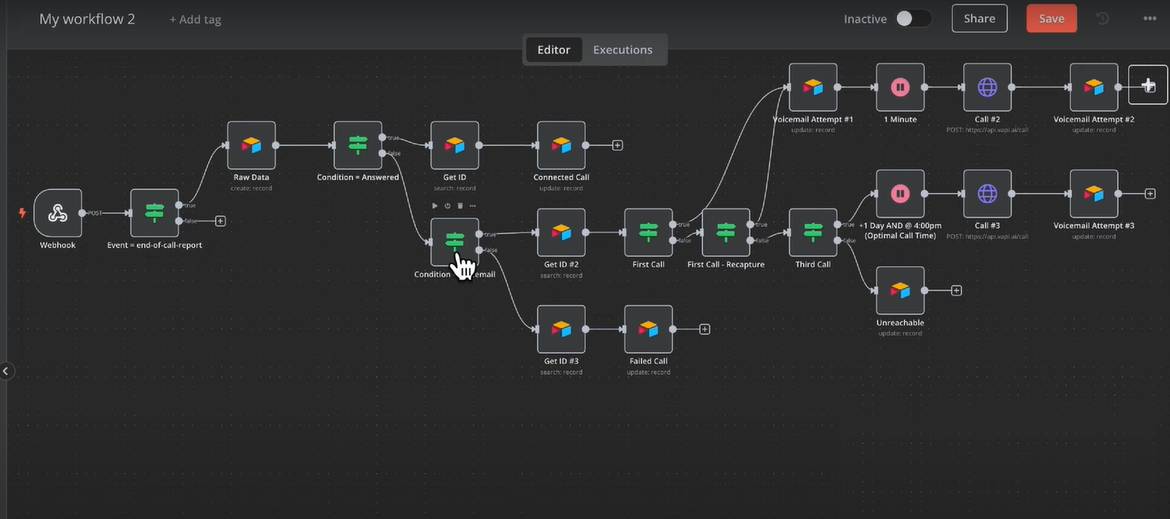 My workflow 2
+ Add tag
Inactive
Share
Save
Editor
Executions
Webhook
POST
Event = end-of-call-report
true
false
Raw Data
create: record
Condition = Answered
true
false
Get ID
search: record
Connected Call
update: record
Condition
email
true
false
Get ID #2
search: record
First Call
true
false
First Call - Recapture
true
false
Third Call
true
false
Voicemail Attempt #1
update: record
1 Minute
Call #2
POST: https://api.vapi.ai/call
Voicemail Attempt #2
update: record
+1 Day AND @ 4:00pm
(Optimal Call Time)
Call #3
POST: https://api.vapi.ai/call
Voicemail Attempt #3
update: record
Unreachable
update: record
Get ID #3
search: record
Failed Call
update: record